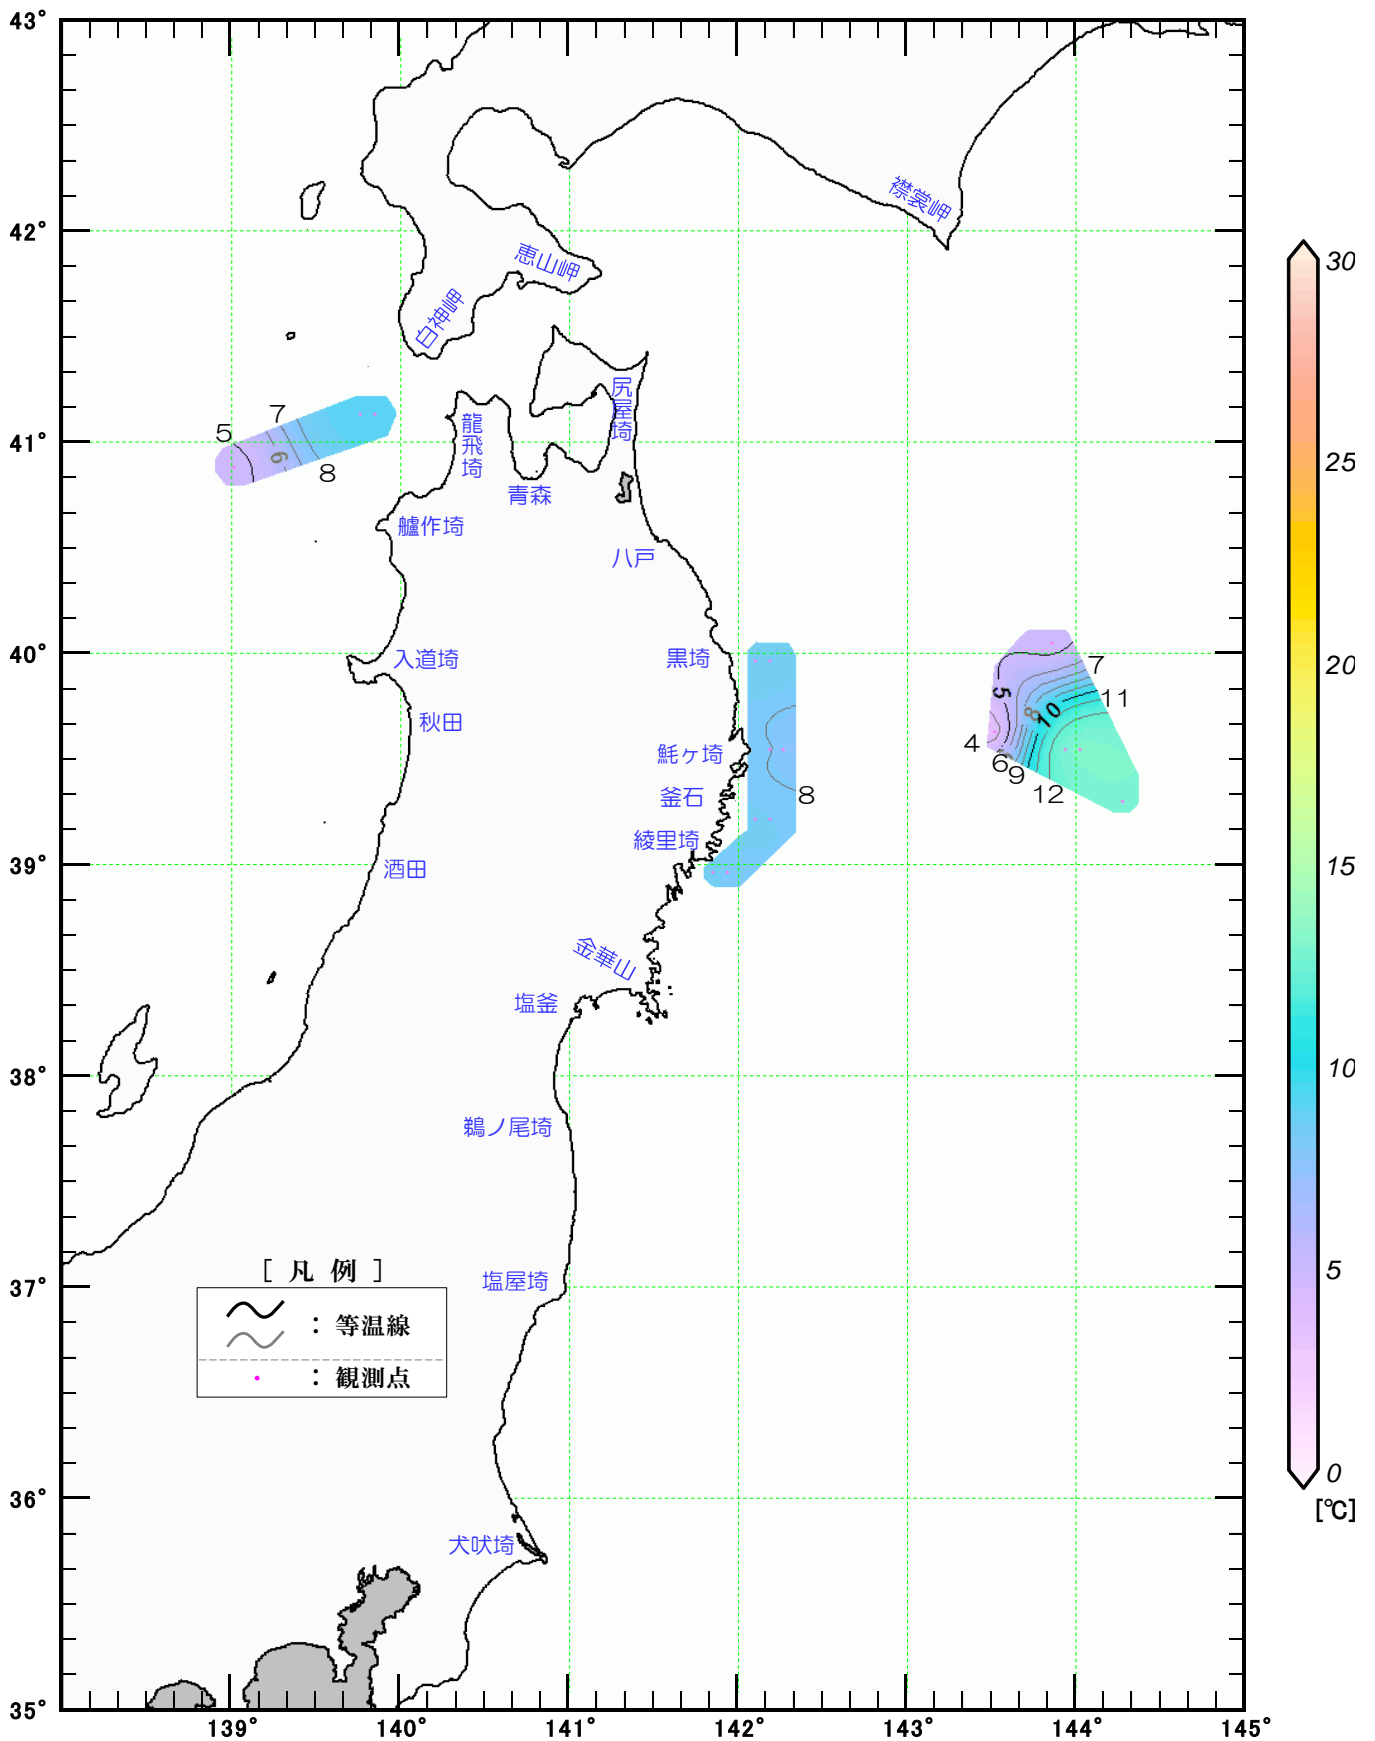 43°
42°
41°
40°
39°
38°
37°
36°
35°
139°
140°
141°
142°
143°
144°
145°
襟裳岬
恵山岬
白神岬
尻屋埼
龍飛埼
青森
艫作埼
八戸
入道埼
黒埼
秋田
魹ヶ埼
釜石
綾里埼
酒田
金華山
塩釜
鵜ノ尾埼
塩屋埼
犬吠埼
5
7
6
8
8
7
5
11
8
10
4
6
9
12
[ 凡 例 ]
：等温線
：観測点
30
25
20
15
10
5
0
[℃]